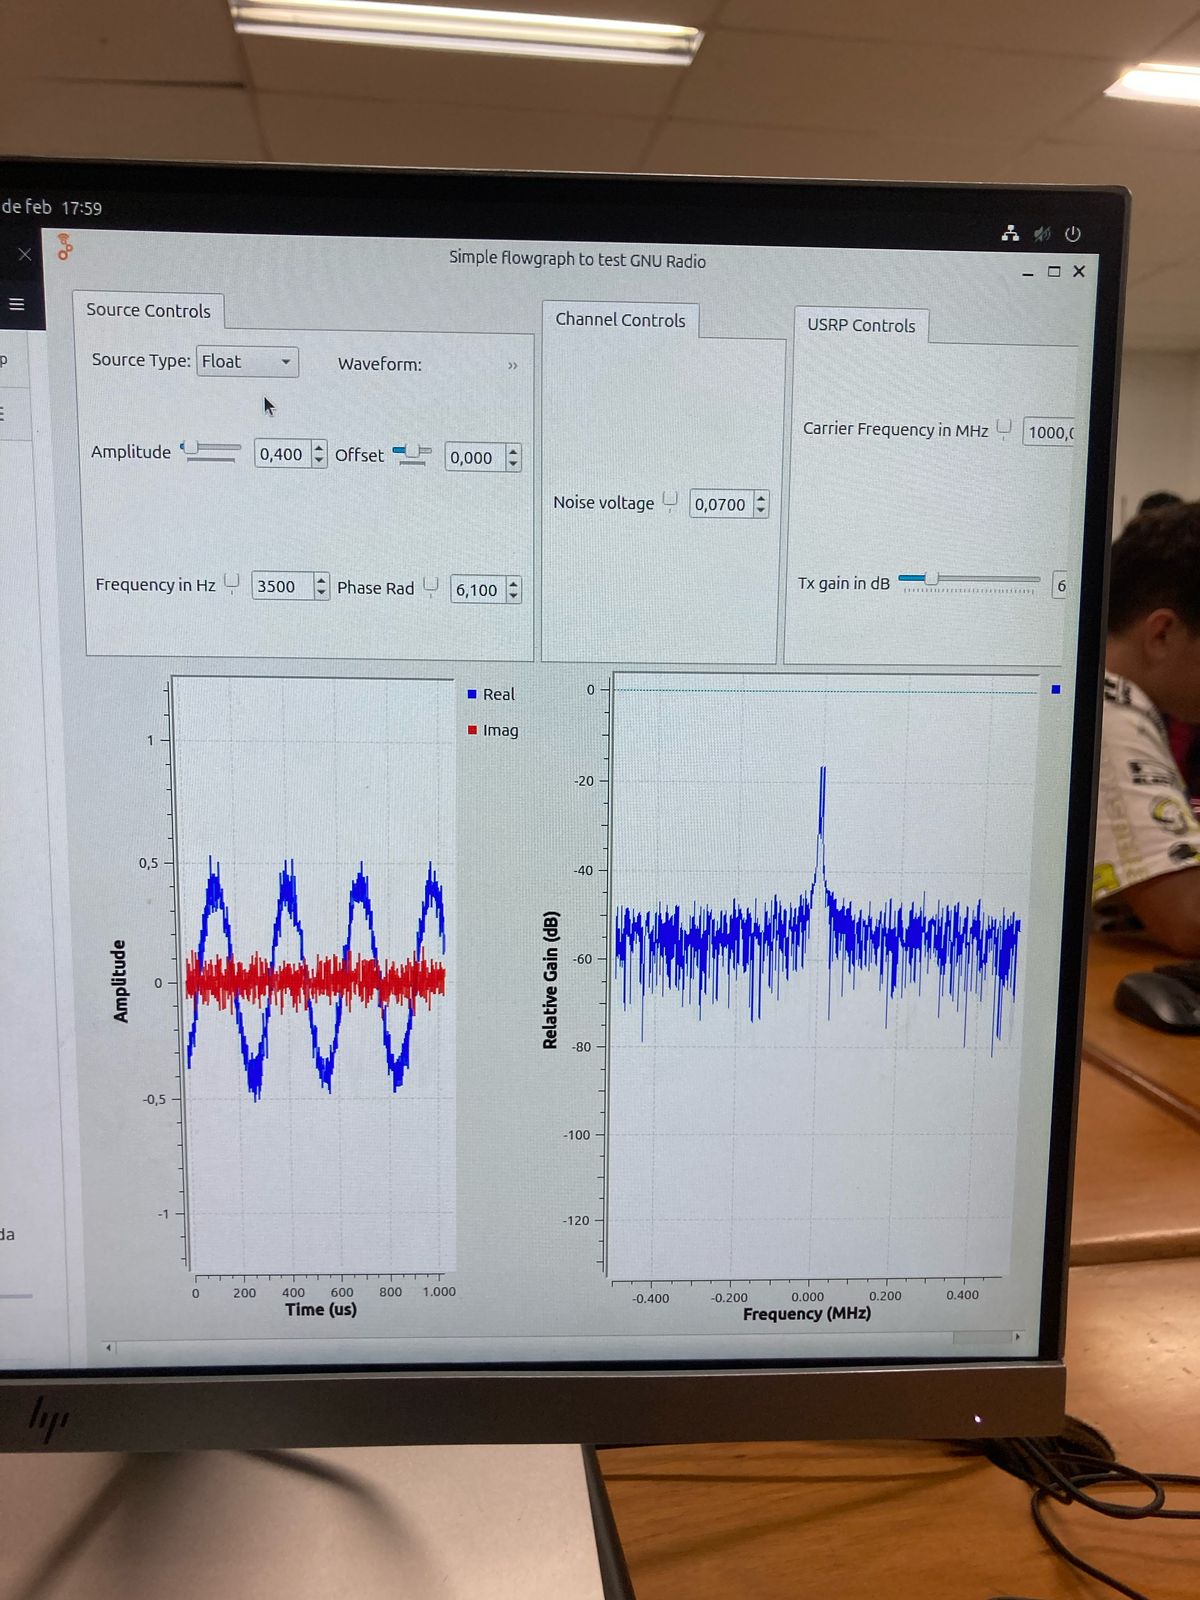 de feb 17:59
Simple flowgraph to test GNU Radio
Source Controls
Channel Controls
USRP Controls
Source Type: Float Waveform: »
Amplitude 0,400 Offset 0,000
Carrier Frequency in MHz 1000,0
Noise voltage 0,0700
Frequency in Hz 3500 Phase Rad 6,100
Tx gain in dB 6
Real
Imag
1
0,5
0
-0,5
-1
Amplitude
0 200 400 600 800 1.000
Time (us)
0
-20
-40
-60
-80
-100
-120
Relative Gain (dB)
-0.400 -0.200 0.000 0.200 0.400
Frequency (MHz)
da
hp